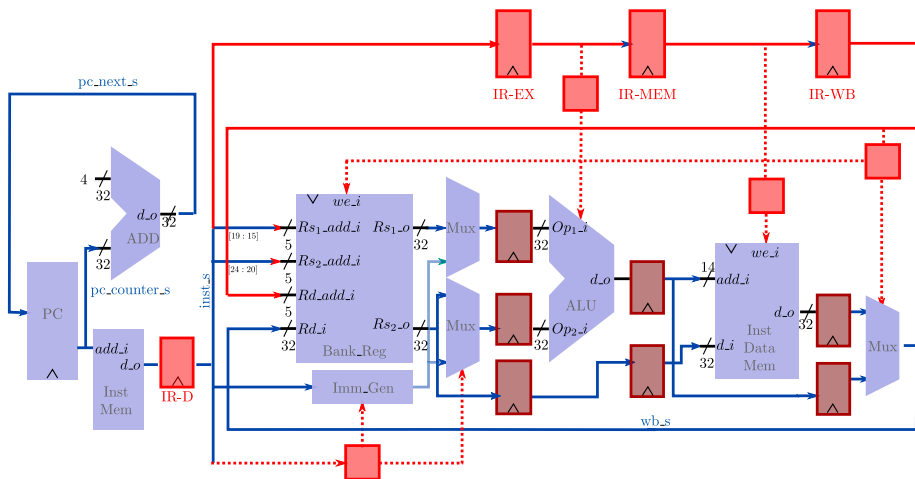 pc_next_s
IR-EX
IR-MEM
IR-WB
4
32
d_o
32
ADD
32
pc_counter_s
PC
add_i
d_o
Inst
Mem
IR-D
inst_s
we_i
[19 : 15]
5
Rs1_add_i
Rs1_o
32
[24 : 20]
5
Rs2_add_i
Rd_add_i
5
Rs2_o
32
Rd_i
32
Bank_Reg
Imm_Gen
Mux
Mux
32
Op1_i
d_o
ALU
32
Op2_i
we_i
14
add_i
d_o
32
d_i
32
Inst
Data
Mem
Mux
wb_s